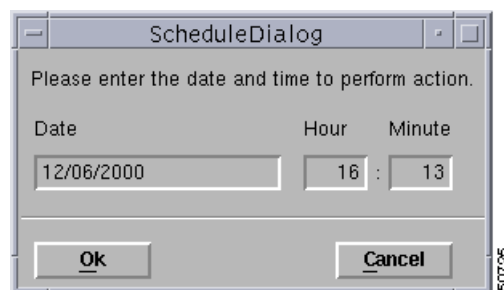 ScheduleDialog
Please enter the date and time to perform action.
Date Hour Minute
12/06/2000 16 : 13
Ok Cancel